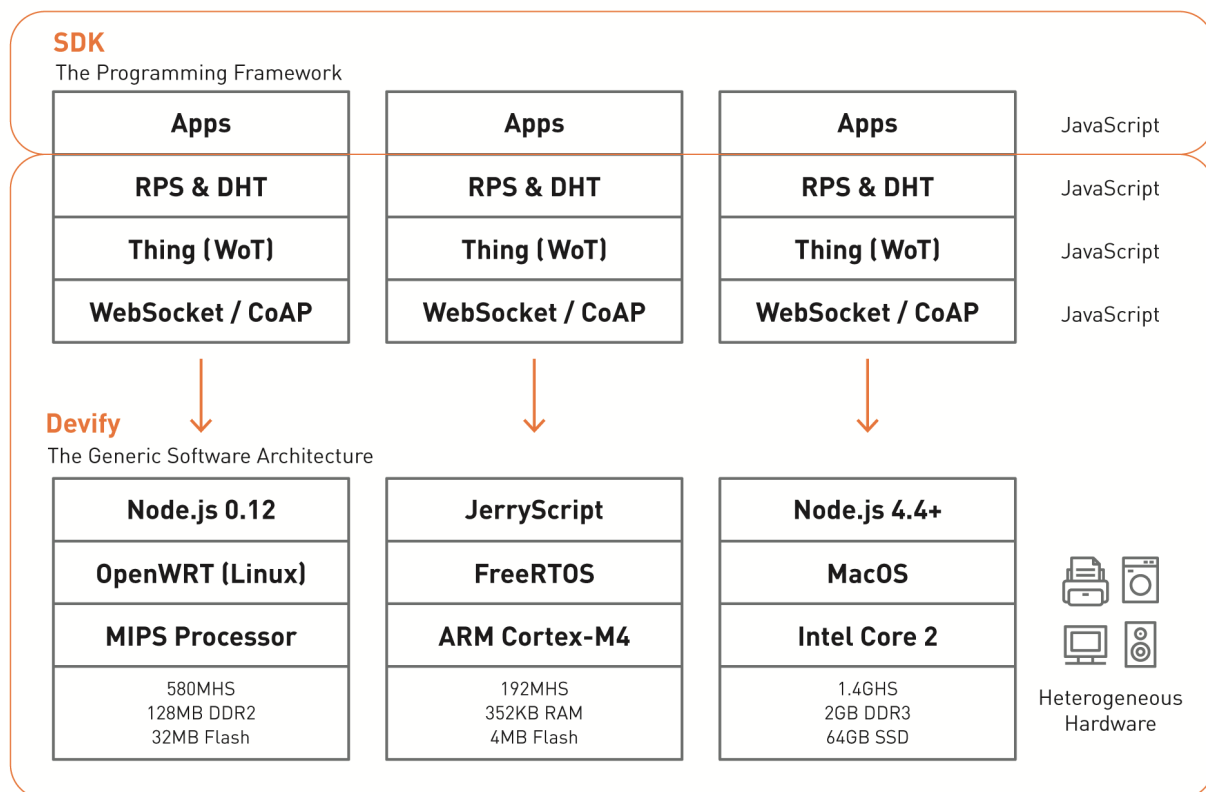 SDK
The Programming Framework
Apps
Apps
Apps
JavaScript
RPS & DHT
RPS & DHT
RPS & DHT
JavaScript
Thing (WoT)
Thing (WoT)
Thing (WoT)
JavaScript
WebSocket / CoAP
WebSocket / CoAP
WebSocket / CoAP
JavaScript
Devify
The Generic Software Architecture
Node.js 0.12
JerryScript
Node.js 4.4+
OpenWRT (Linux)
FreeRTOS
MacOS
MIPS Processor
ARM Cortex-M4
Intel Core 2
580MHS
128MB DDR2
32MB Flash
192MHS
352KB RAM
4MB Flash
1.4GHS
2GB DDR3
64GB SSD
Heterogeneous
Hardware